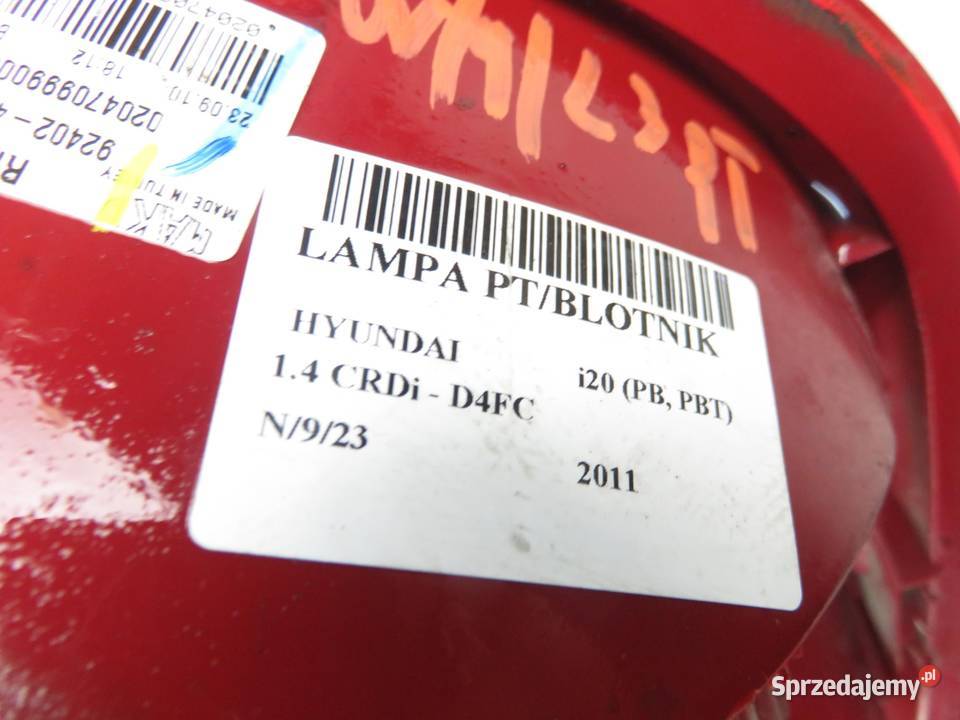 LAMPA PT/BLOTNIK
HYUNDAI
i20 (PB, PBT)
1.4 CRDi - D4FC
N/9/23
2011
MADE IN TURKEY
92402-4
0204709990
23.09.10
18:12
Sprzedajemy.pl